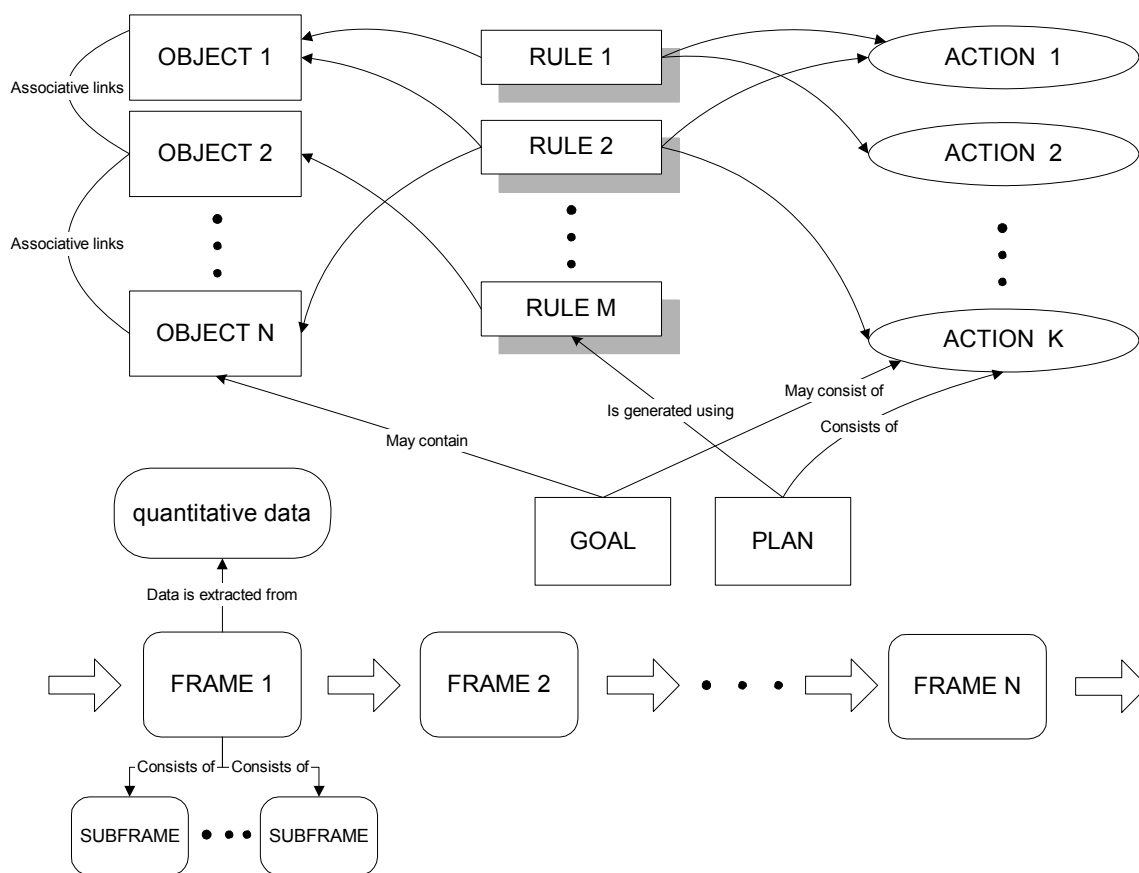 OBJECT 1
RULE 1
ACTION 1
Associative links
OBJECT 2
RULE 2
ACTION 2
Associative links
OBJECT N
RULE M
ACTION K
May consist of
Is generated using
Consists of
May contain
quantitative data
GOAL
PLAN
Data is extracted from
FRAME 1
FRAME 2
FRAME N
Consists of
Consists of
SUBFRAME
SUBFRAME